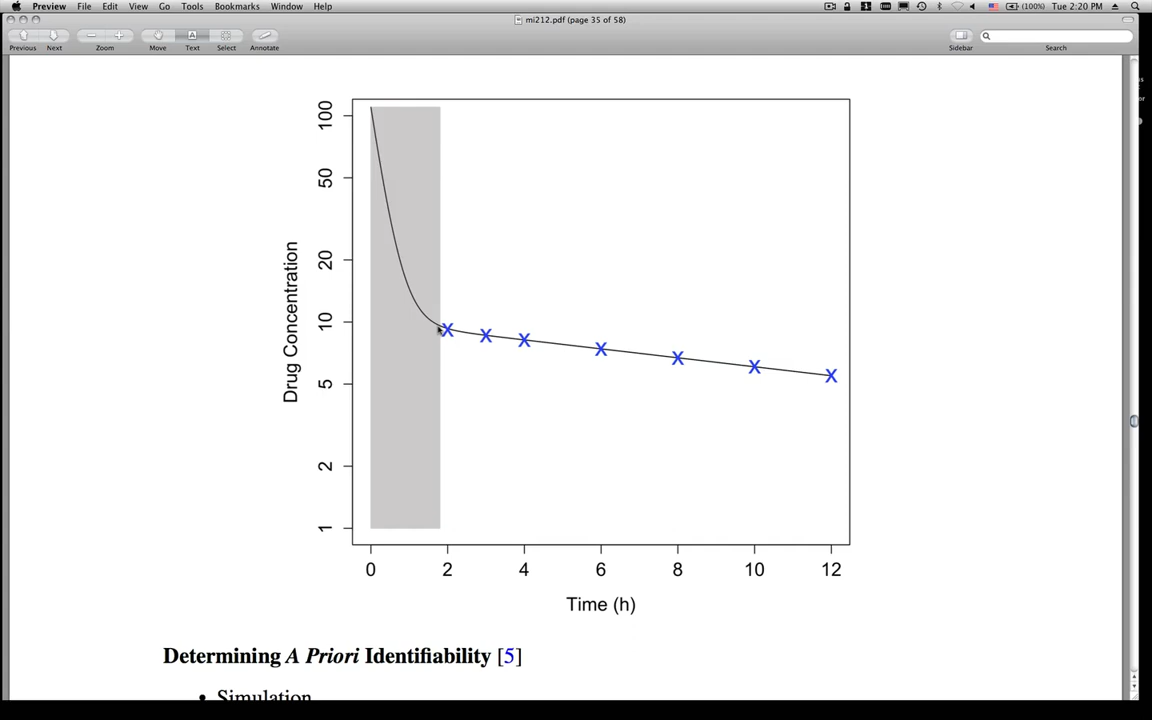 Preview File Edit View Go Tools Bookmarks Window Help (100%) Tue 2:20 PM
mi212.pdf (page 35 of 58)
Previous Next Zoom Move Text Select Annotate Sidebar Search
100
50
20
10
5
2
1
Drug Concentration
0 2 4 6 8 10 12
Time (h)
Determining A Priori Identifiability [5]
• Simulation